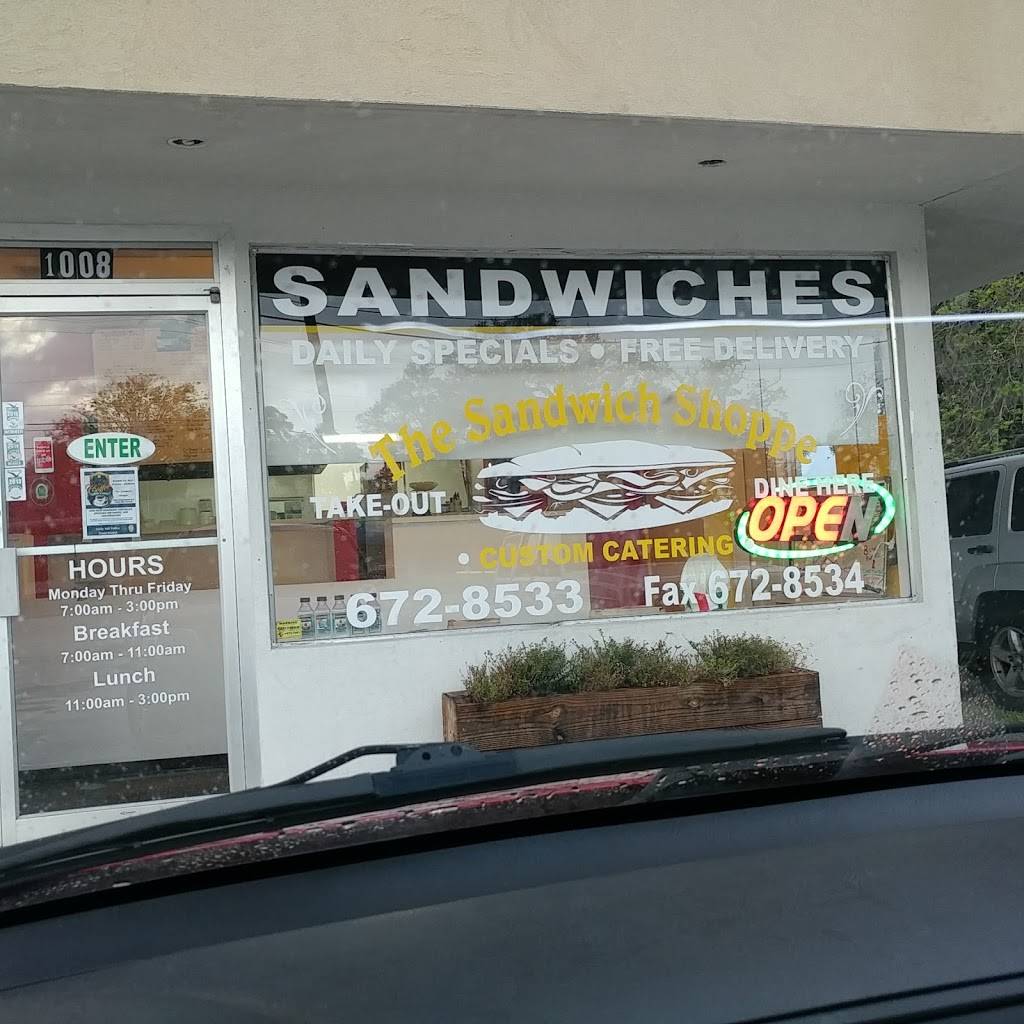 1008
SANDWICHES
DAILY SPECIALS • FREE DELIVERY
The Sandwich Shoppe
TAKE-OUT
DINE HERE
OPEN
• CUSTOM CATERING
672-8533
Fax 672-8534
ENTER
HOURS
Monday Thru Friday
7:00am - 3:00pm
Breakfast
7:00am - 11:00am
Lunch
11:00am - 3:00pm